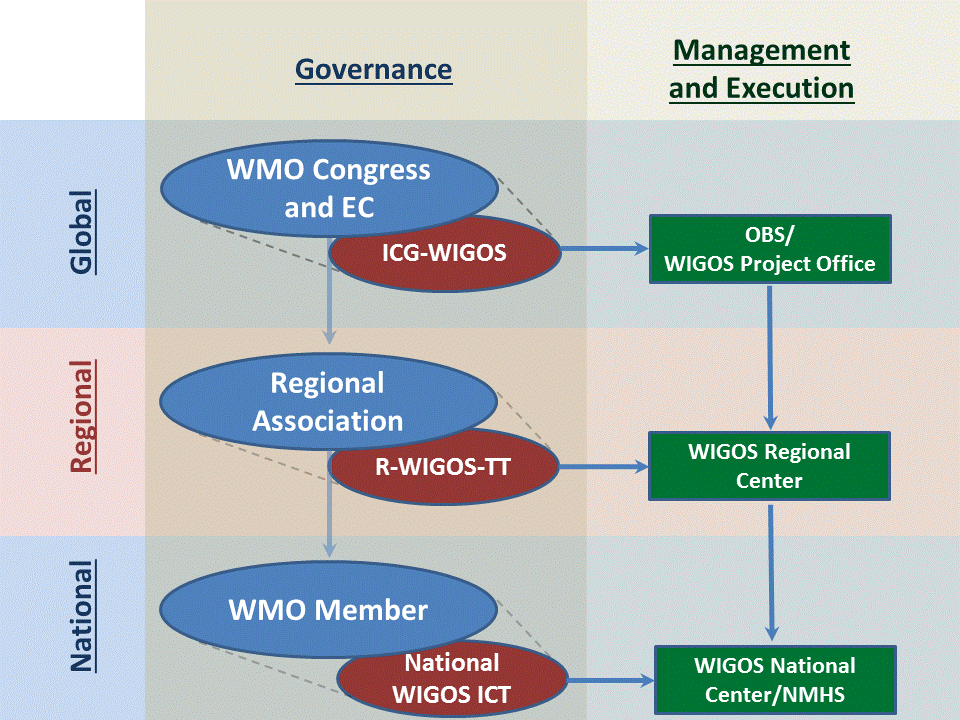 Governance
Management
and Execution
Global
WMO Congress
and EC
ICG-WIGOS
OBS/
WIGOS Project Office
Regional
Regional
Association
R-WIGOS-TT
WIGOS Regional
Center
National
WMO Member
National
WIGOS ICT
WIGOS National
Center/NMHS